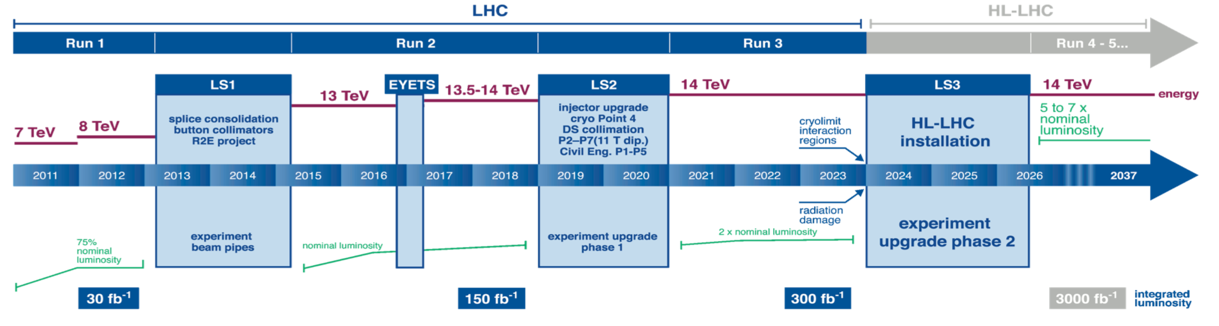 LHC
HL-LHC
Run 1
Run 2
Run 3
Run 4 - 5...
LS1
EYETS
LS2
LS3
13 TeV
13.5-14 TeV
14 TeV
14 TeV
energy
splice consolidation
button collimators
R2E project
injector upgrade
cryo Point 4
DS collimation
P2–P7(11 T dip.)
Civil Eng. P1-P5
5 to 7 x
nominal
luminosity
7 TeV
8 TeV
cryolimit
interaction
regions
HL-LHC
installation
2011
2012
2013
2014
2015
2016
2017
2018
2019
2020
2021
2022
2023
2024
2025
2026
2037
radiation
damage
75%
nominal
luminosity
experiment
beam pipes
nominal luminosity
experiment upgrade
phase 1
2 x nominal luminosity
experiment
upgrade phase 2
30 fb⁻¹
150 fb⁻¹
300 fb⁻¹
3000 fb⁻¹
integrated
luminosity